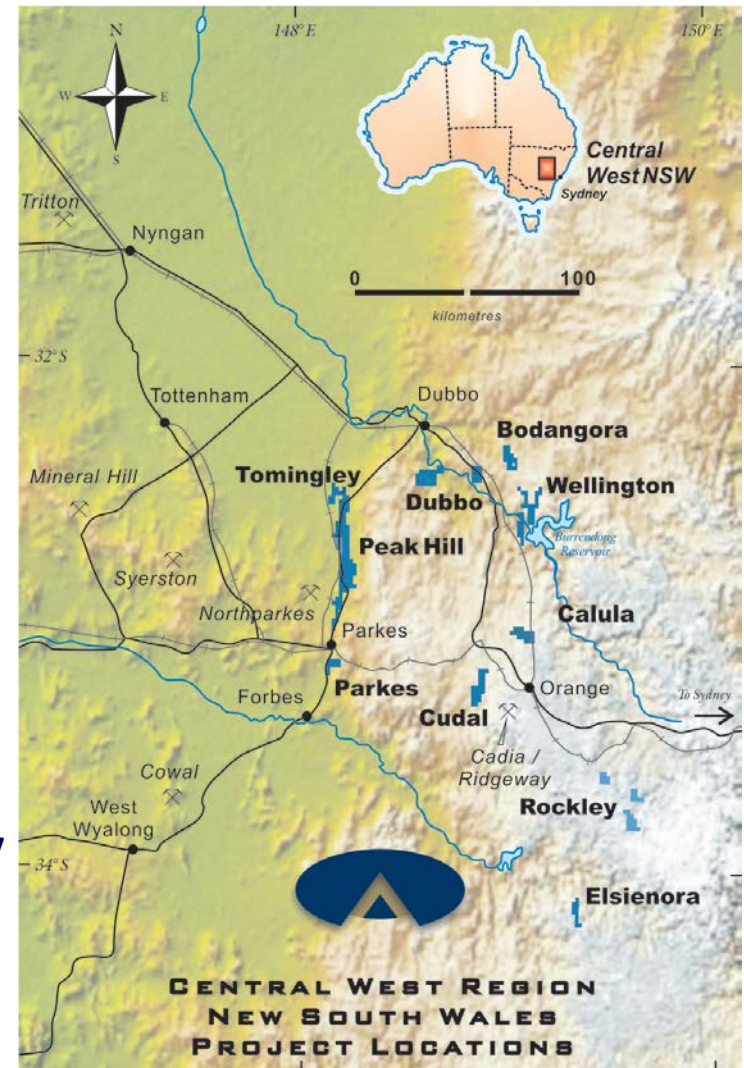 148° E
150° E
N
W
E
S
Central
West NSW
Sydney
Tritton
Nyngan
0
100
kilometres
32° S
Tottenham
Dubbo
Bodangora
Mineral Hill
Tomingley
Dubbo
Wellington
Burrendong
Reservoir
Peak Hill
Syerston
Northparkes
Calula
Parkes
Parkes
Orange
To Sydney
Forbes
Cudal
Cadia /
Ridgeway
Cowal
Rockley
West
Wyalong
34° S
Elsienora
CENTRAL WEST REGION
NEW SOUTH WALES
PROJECT LOCATIONS